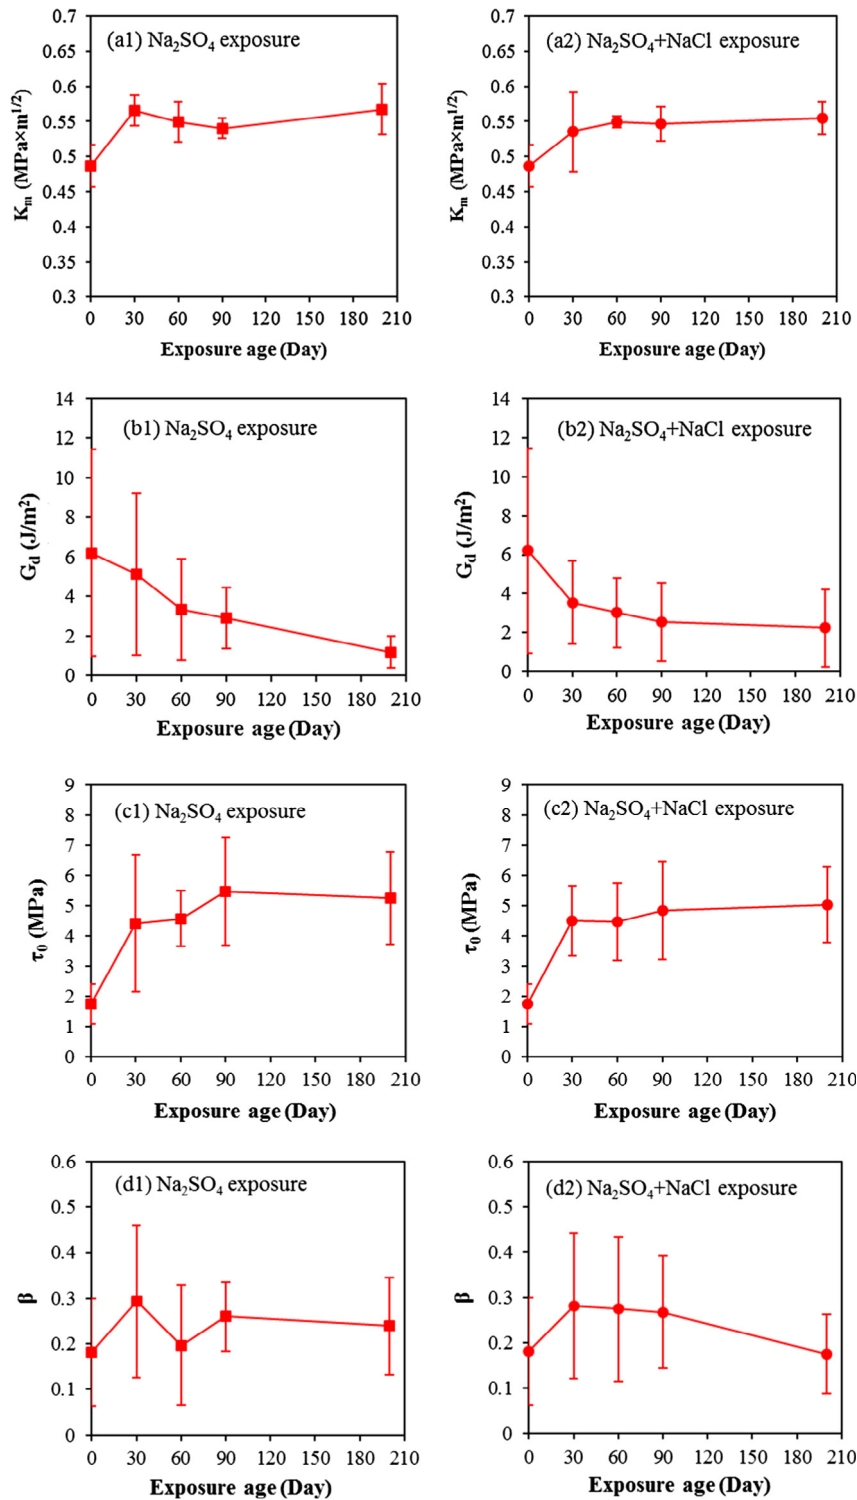 (a1) Na₂SO₄ exposure
0.7
0.6
0.55
0.5
0.45
0.5
0.4
0.3
Kₘ (MPa×m¹/²)
0 30 60 90 120 150 180 210
Exposure age (Day)
(a2) Na₂SO₄+NaCl exposure
0.7
0.6
0.55
0.5
0.45
0.5
0.4
0.3
Kₘ (MPa×m¹/²)
0 30 60 90 120 150 180 210
Exposure age (Day)
(b1) Na₂SO₄ exposure
14
12
10
8
6
4
2
0
G_d (J/m²)
0 30 60 90 120 150 180 210
Exposure age (Day)
(b2) Na₂SO₄+NaCl exposure
14
12
10
8
6
4
2
0
G_d (J/m²)
0 30 60 90 120 150 180 210
Exposure age (Day)
(c1) Na₂SO₄ exposure
9
8
7
6
5
4
3
2
1
0
τ₀ (MPa)
0 30 60 90 120 150 180 210
Exposure age (Day)
(c2) Na₂SO₄+NaCl exposure
9
8
7
6
5
4
3
2
1
0
τ₀ (MPa)
0 30 60 90 120 150 180 210
Exposure age (Day)
(d1) Na₂SO₄ exposure
0.6
0.5
0.4
0.3
0.2
0.1
0
β
0 30 60 90 120 150 180 210
Exposure age (Day)
(d2) Na₂SO₄+NaCl exposure
0.6
0.5
0.4
0.3
0.2
0.1
0
β
0 30 60 90 120 150 180 210
Exposure age (Day)